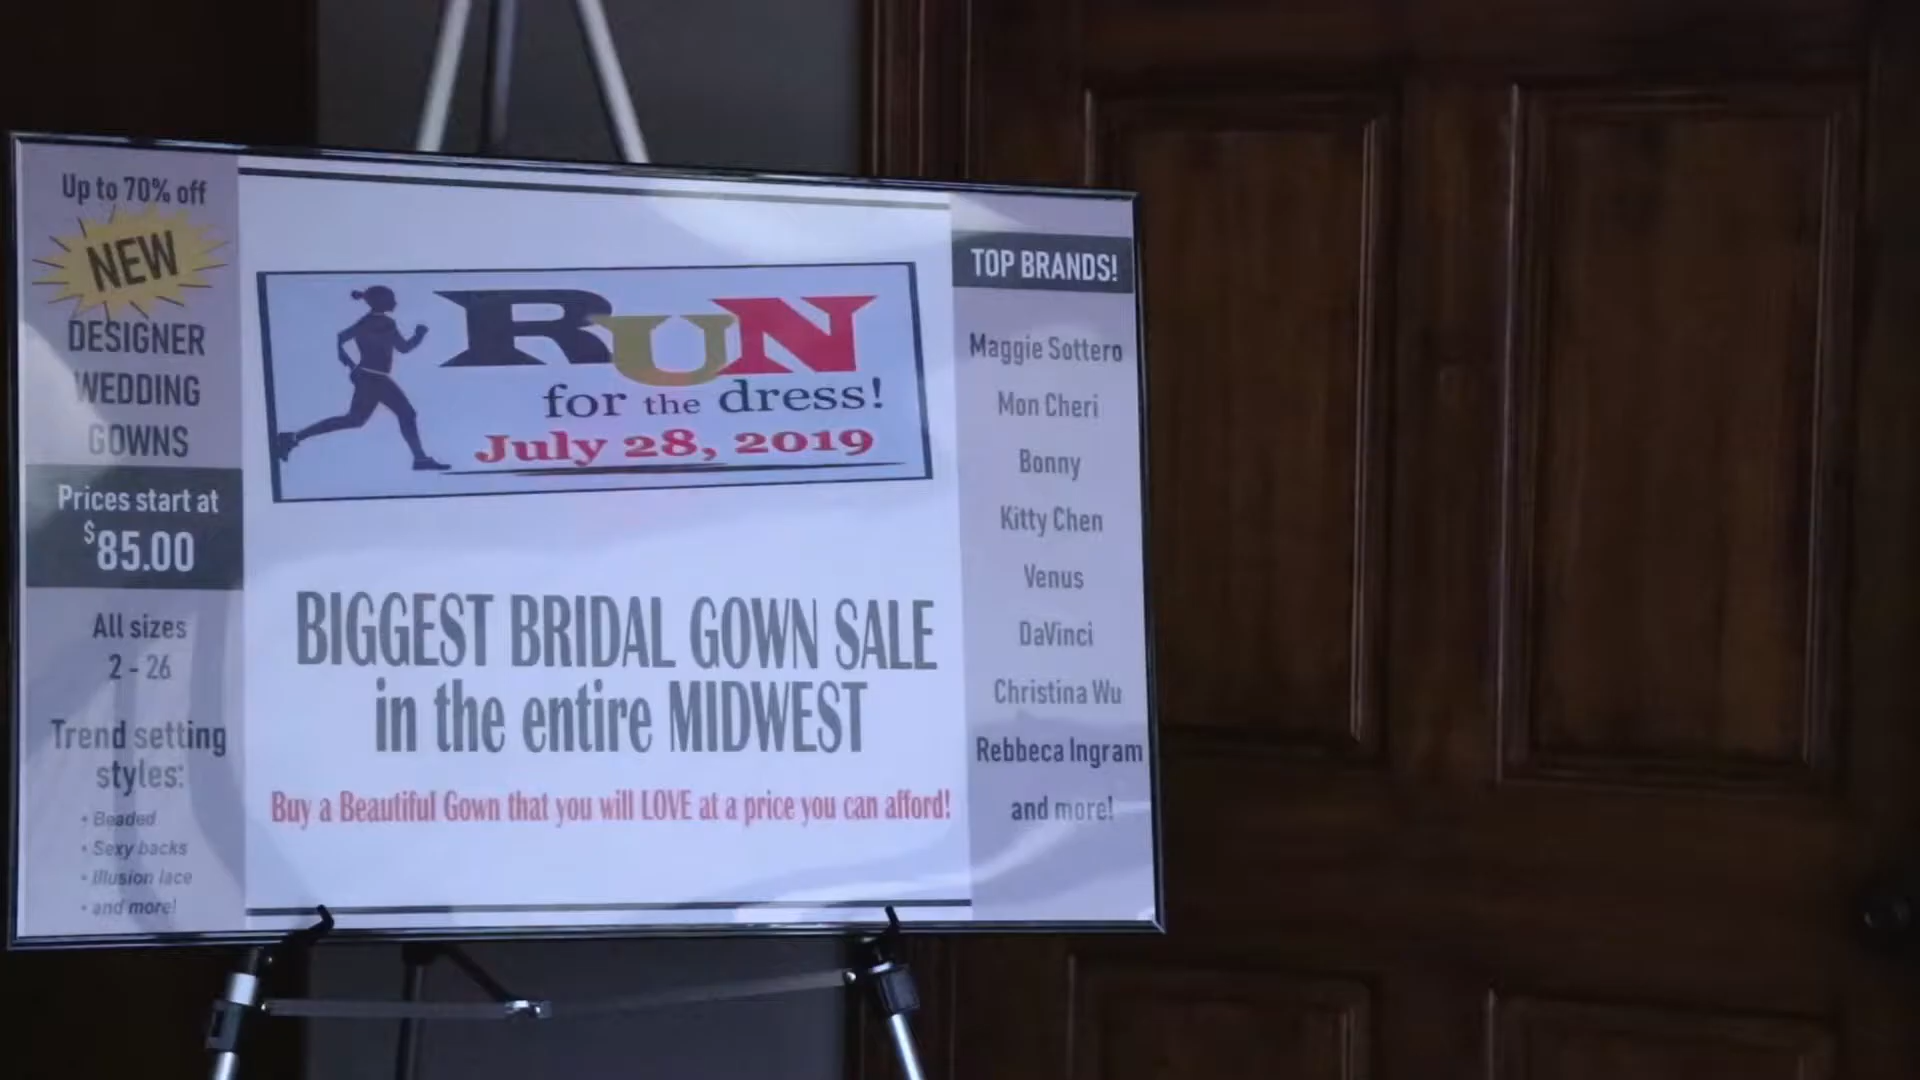 Up to 70% off
NEW
DESIGNER
WEDDING
GOWNS
Prices start at
$85.00
All sizes
2 - 26
Trend setting
styles:
• Beaded
• Sexy backs
• Illusion lace
• and more!
RUN
for the dress!
July 28, 2019
BIGGEST BRIDAL GOWN SALE
in the entire MIDWEST
Buy a Beautiful Gown that you will LOVE at a price you can afford!
TOP BRANDS!
Maggie Sottero
Mon Cheri
Bonny
Kitty Chen
Venus
DaVinci
Christina Wu
Rebbeca Ingram
and more!